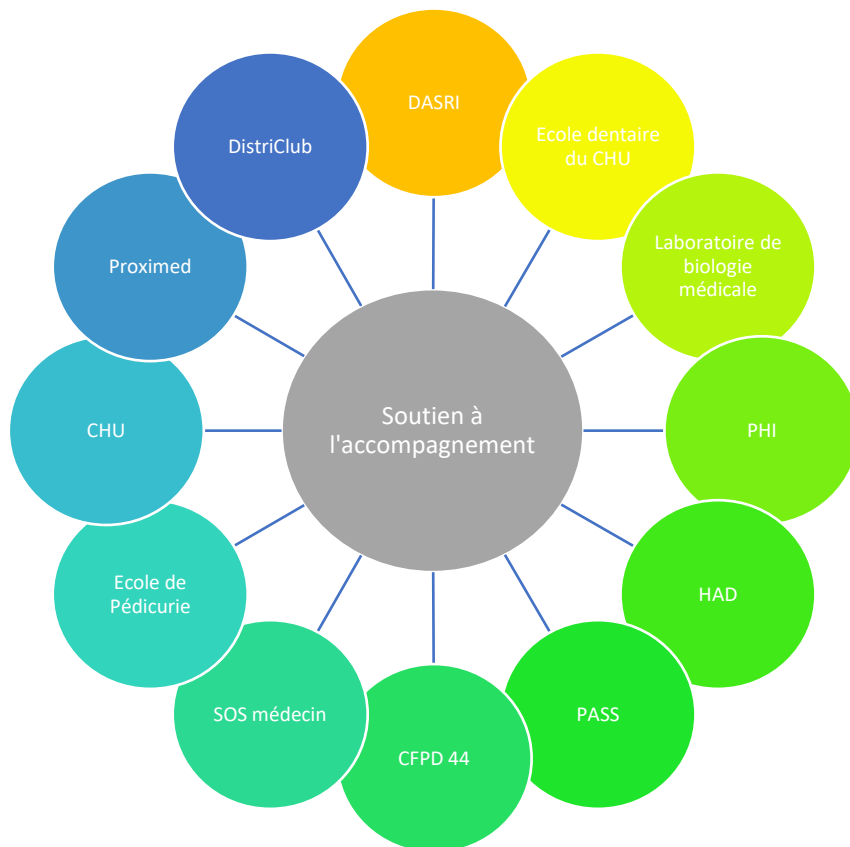 DASRI
Ecole dentaire
du CHU
Laboratoire de
biologie
médicale
PHI
HAD
PASS
CFPD 44
SOS médecin
Ecole de
Pédicurie
CHU
Proximed
DistriClub
Soutien à
l'accompagnement